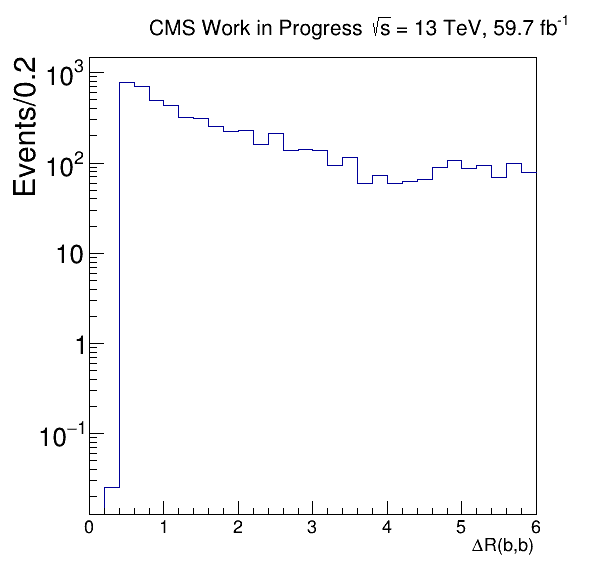 CMS Work in Progress √s = 13 TeV, 59.7 fb⁻¹
Events/0.2
10³
10²
10
1
10⁻¹
0 1 2 3 4 5 6
ΔR(b,b)